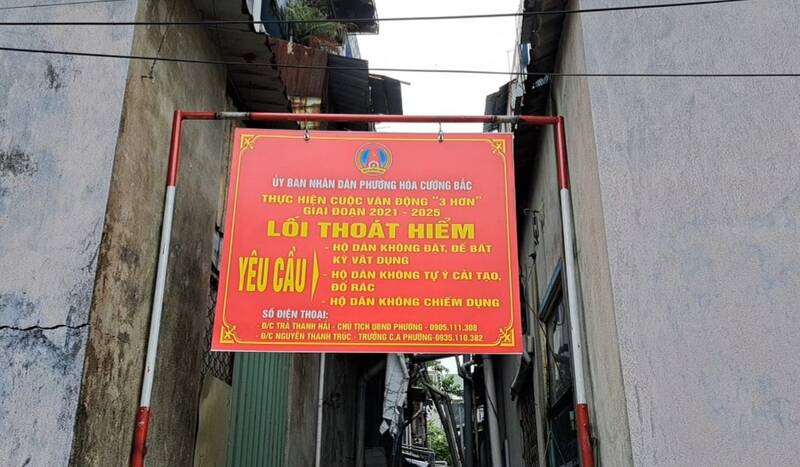 ỦY BAN NHÂN DÂN PHƯỜNG HÒA CƯỜNG BẮC
THỰC HIỆN CUỘC VẬN ĐỘNG "3 HƠN"
GIAI ĐOẠN 2021 - 2025
LỐI THOÁT HIỂM
YÊU CẦU
- HỘ DÂN KHÔNG ĐẶT, ĐỂ BẤT
KỲ VẬT DỤNG
- HỘ DÂN KHÔNG TỰ Ý CẢI TẠO,
ĐỔ RÁC
- HỘ DÂN KHÔNG CHIẾM DỤNG
SỐ ĐIỆN THOẠI:
- Đ/C TRÀ THANH HẢI - CHỦ TỊCH UBND PHƯỜNG - 0905.111.308
- Đ/C NGUYỄN THANH TRÚC - TRƯỞNG C.A PHƯỜNG-0935.110.382